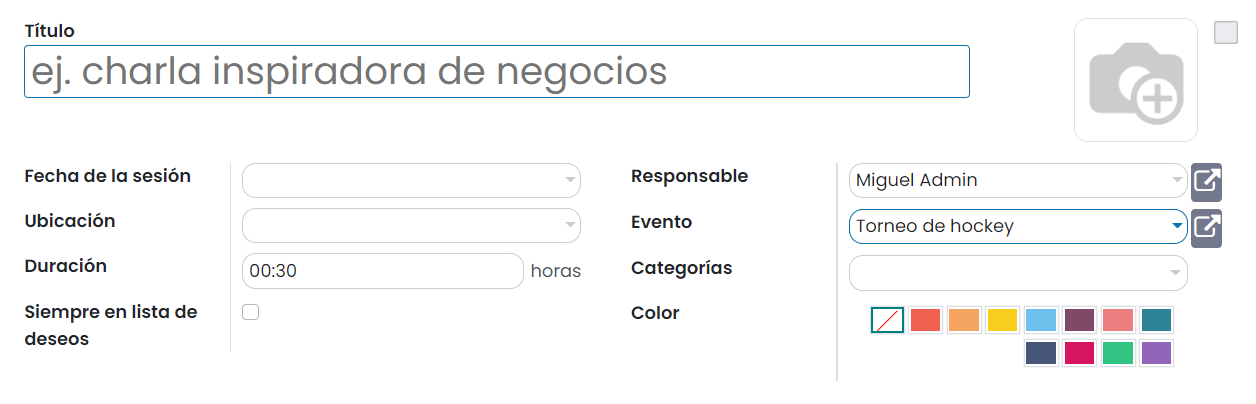 Título
ej. charla inspiradora de negocios
Fecha de la sesión
Ubicación
Duración
00:30 horas
Siempre en lista de
deseos
Responsable
Miguel Admin
Evento
Torneo de hockey
Categorías
Color